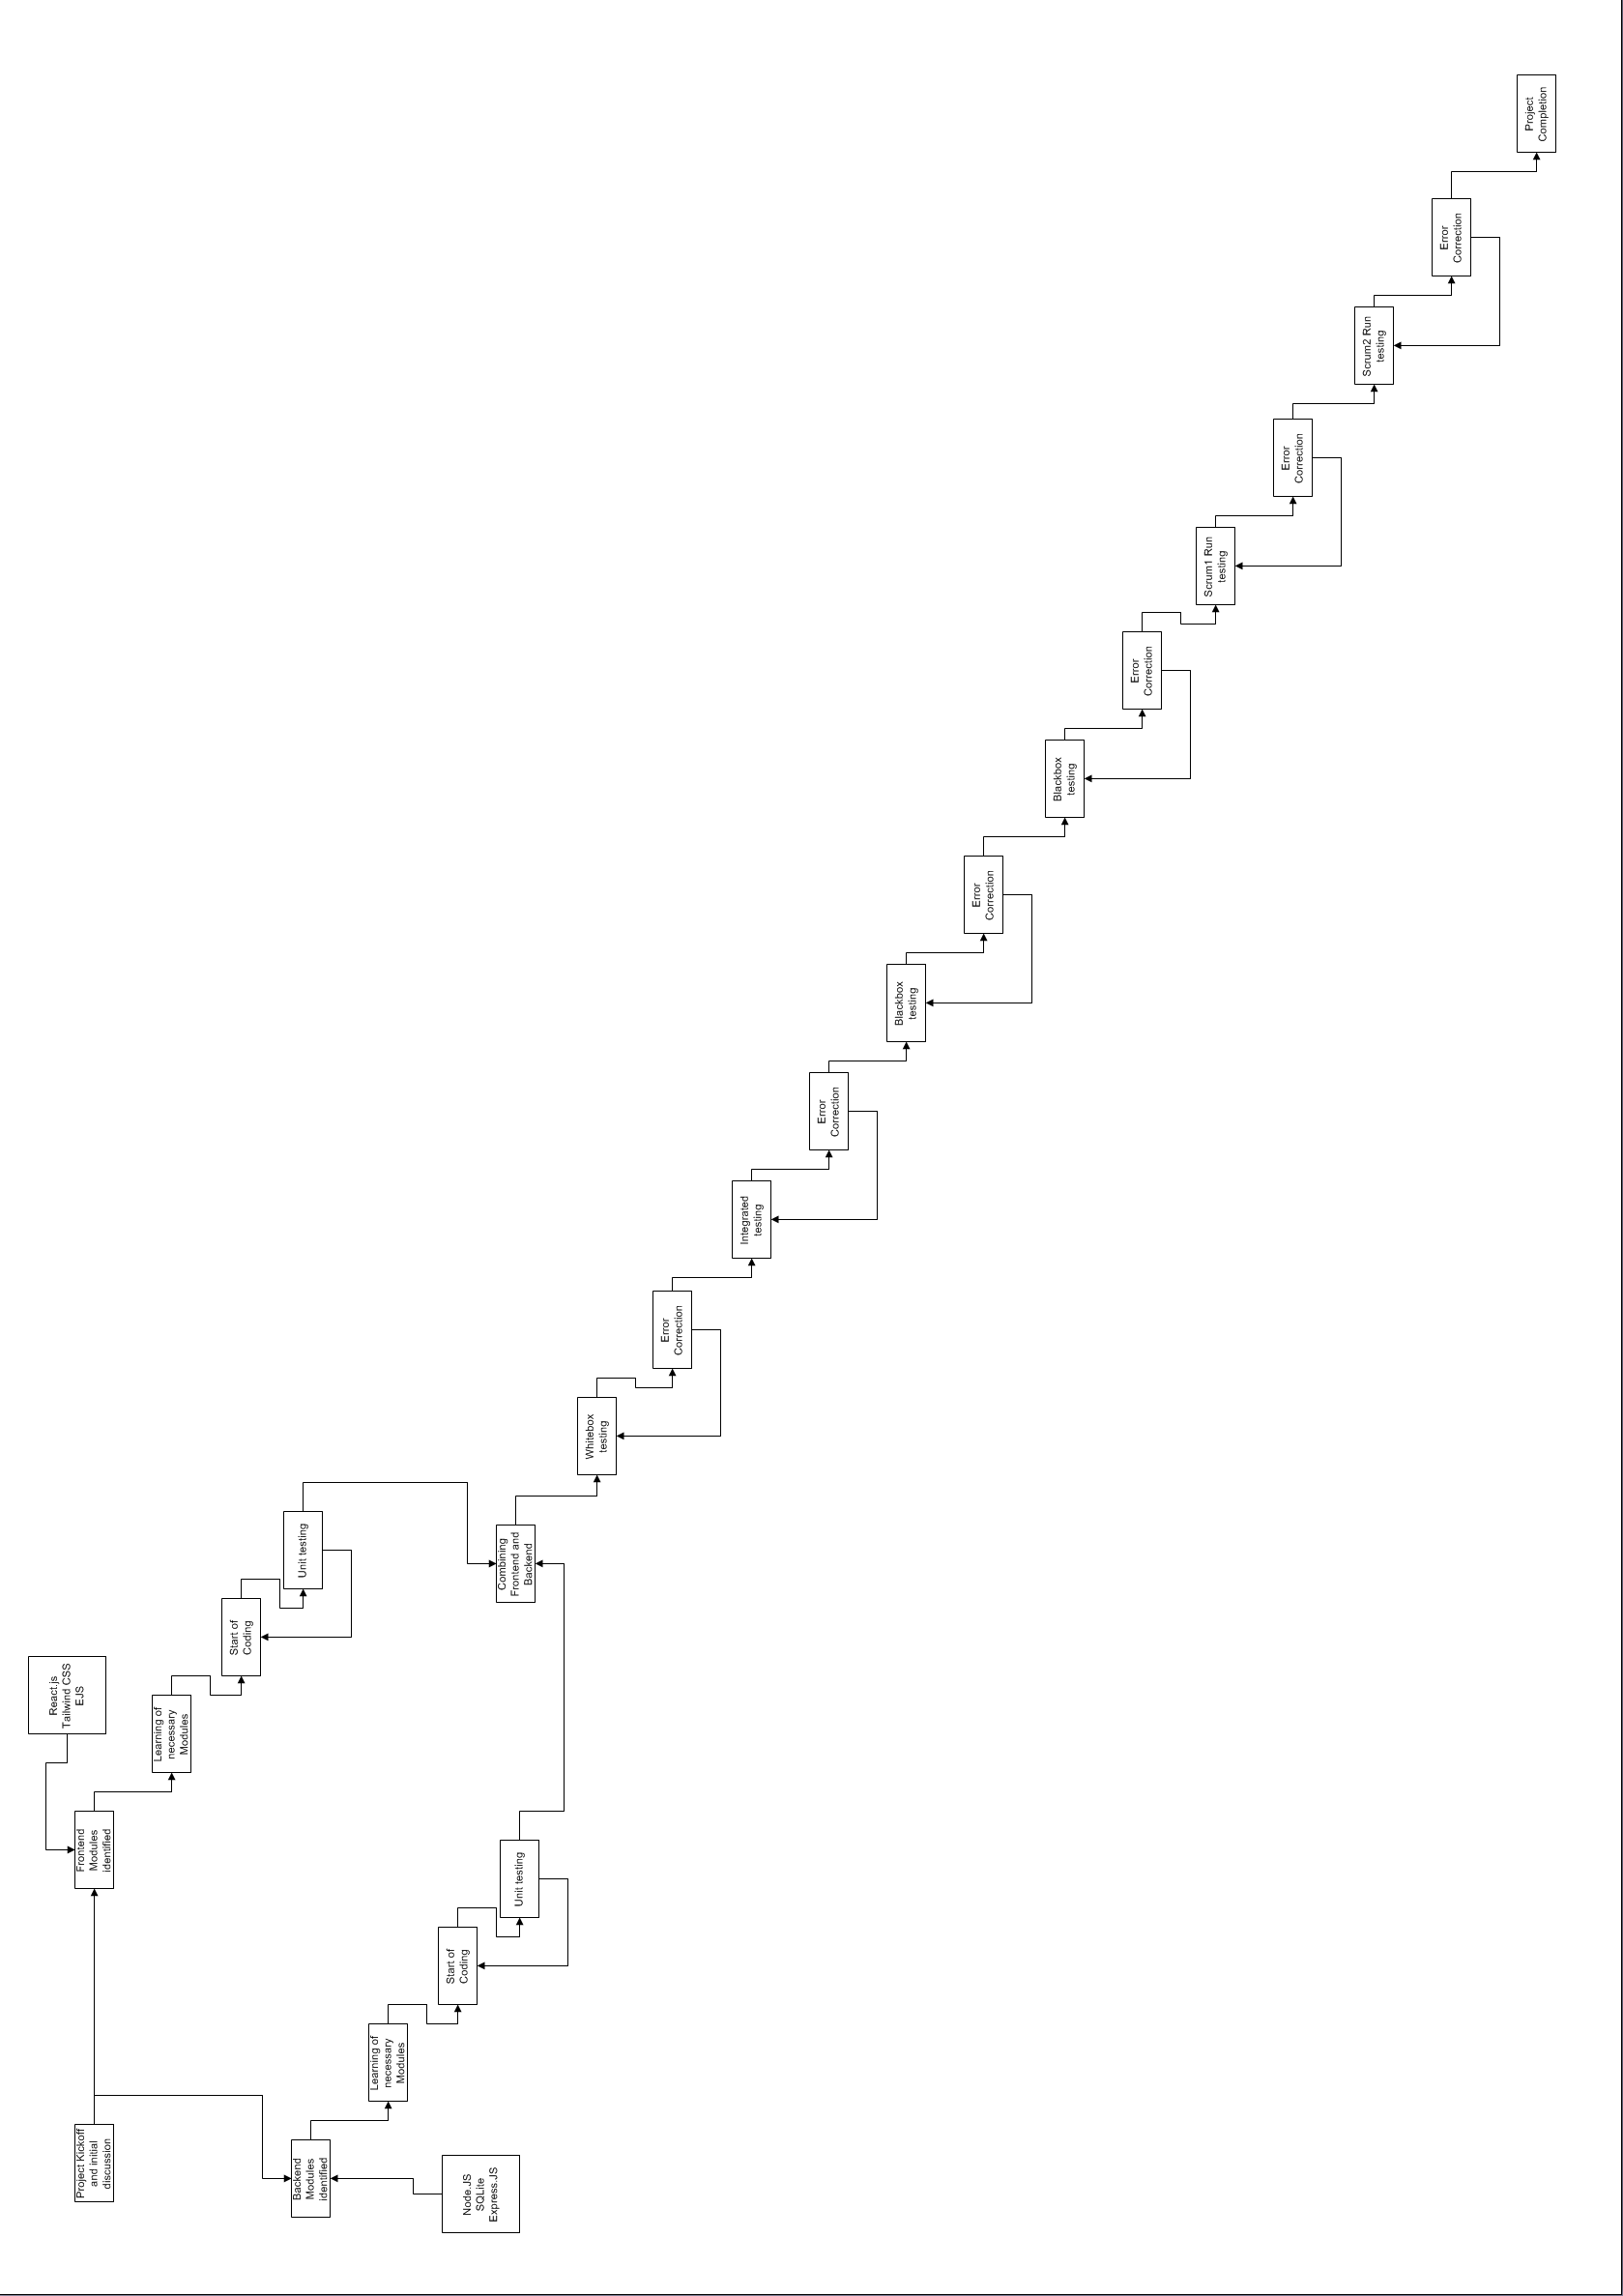 Project Kickoff
and initial
discussion
Frontend
Modules
identified
React.js
Tailwind CSS
EJS
Learning of
necessary
Modules
Start of
Coding
Unit testing
Backend
Modules
identified
Node.JS
SQLite
Express.JS
Learning of
necessary
Modules
Start of
Coding
Unit testing
Combining
Frontend and
Backend
Whitebox
testing
Error
Correction
Integrated
testing
Error
Correction
Blackbox
testing
Error
Correction
Blackbox
testing
Error
Correction
Scrum1 Run
testing
Error
Correction
Scrum2 Run
testing
Error
Correction
Project
Completion